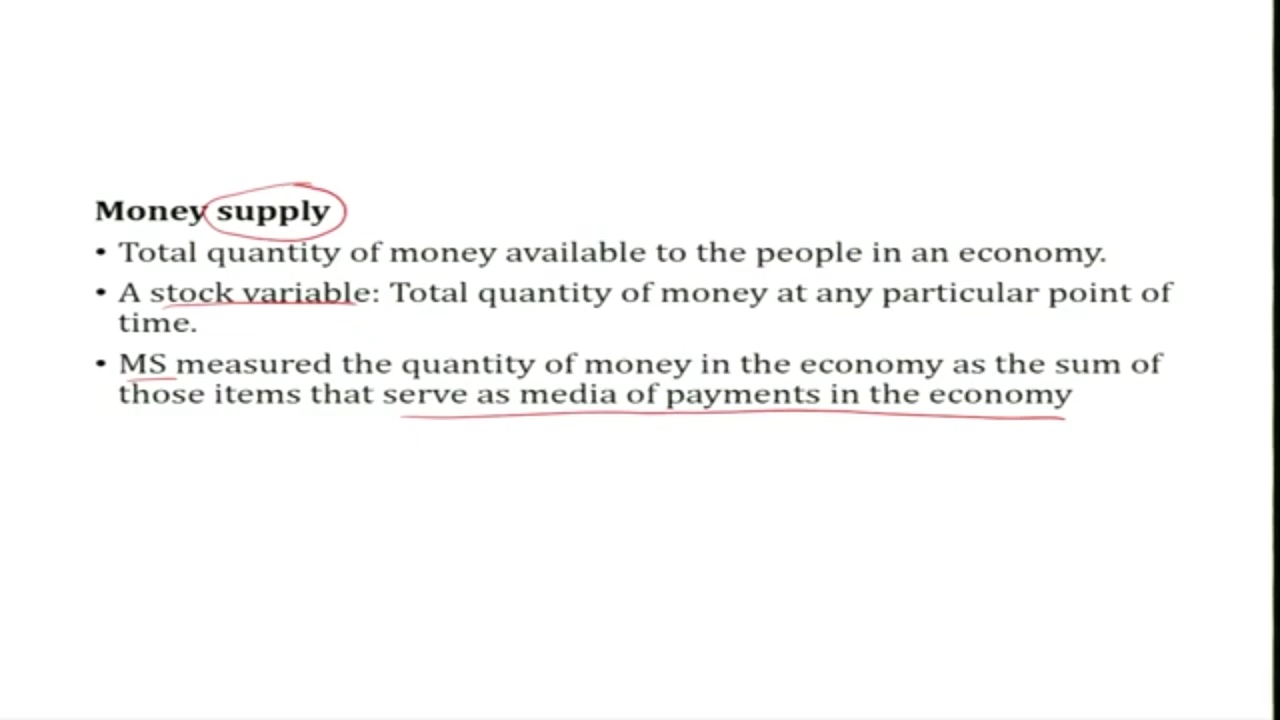 Money supply
• Total quantity of money available to the people in an economy.
• A stock variable: Total quantity of money at any particular point of
time.
• MS measured the quantity of money in the economy as the sum of
those items that serve as media of payments in the economy